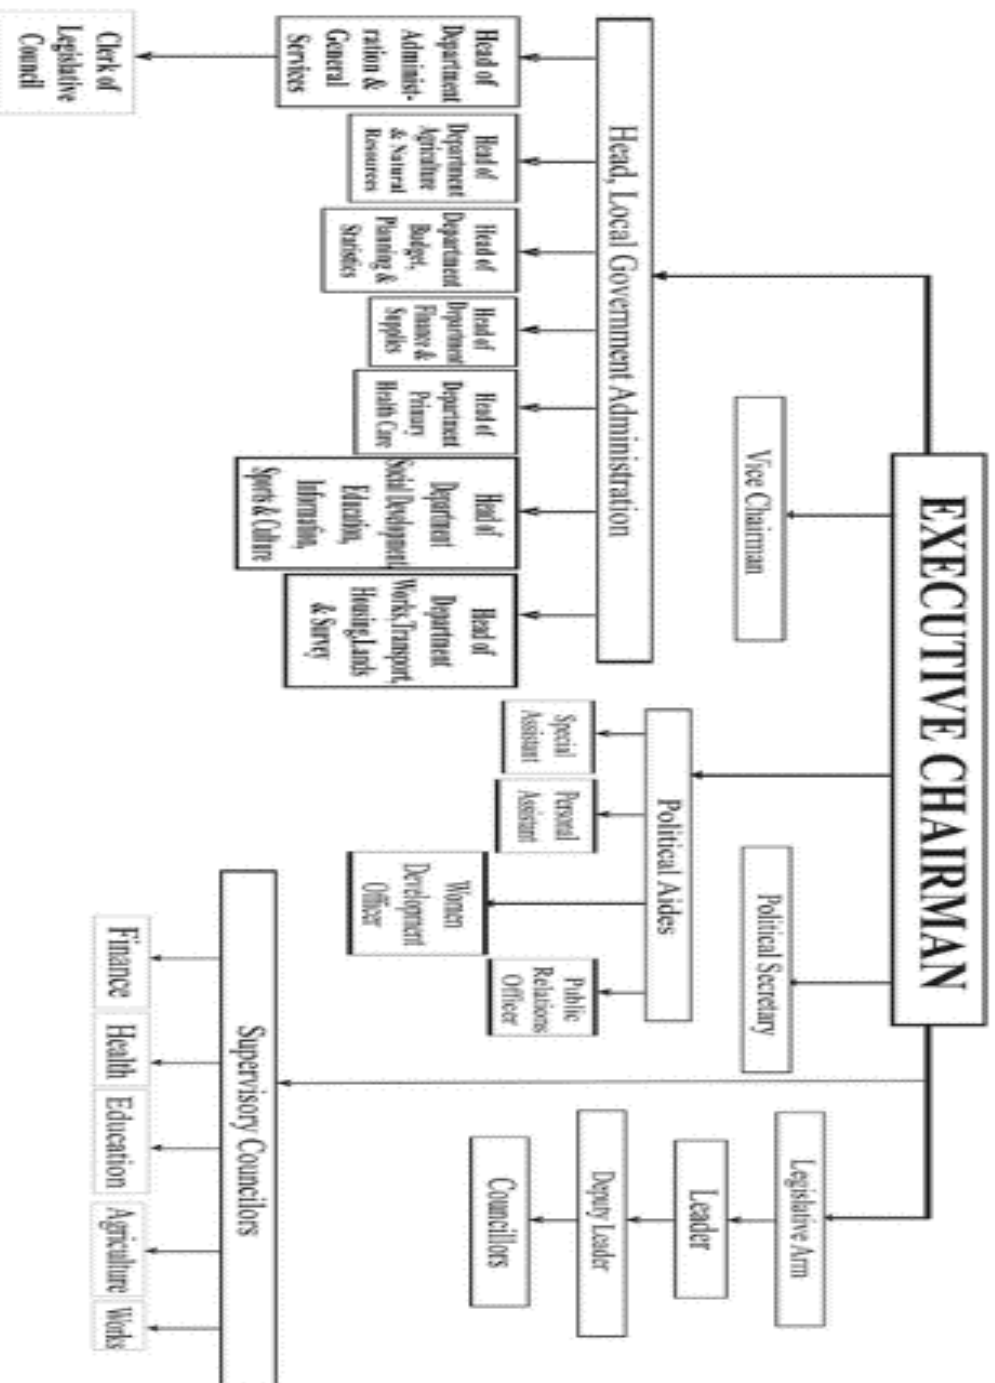 EXECUTIVE CHAIRMAN
Vice Chairman
Political Secretary
Head, Local Government Administration
Political Aides
Legislative Arm
Leader
Deputy Leader
Councillors
Head of
Department
Administ-
ration &
General
Services
Head of
Department
Agriculture
& Natural
Resources
Head of
Department
Budget,
Planning &
Statistics
Head of
Department
Finance &
Supplies
Head of
Department
Primary
Health Care
Head of
Department
Social Development,
Education,
Information,
Sports & Culture
Head of
Department
Works,Transport,
Housing,Lands
& Survey
Clerk of
Legislative
Council
Special
Assistant
Personal
Assistant
Women
Development
Officer
Public
Relations
Officer
Supervisory Councilors
Finance
Health
Education
Agriculture
Works